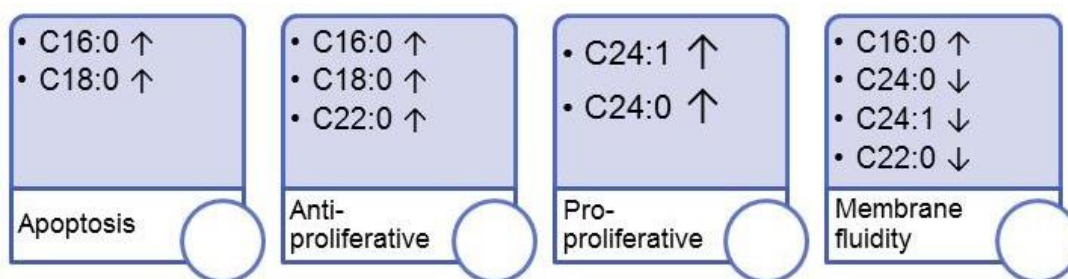 • C16:0 ↑
• C18:0 ↑
Apoptosis
• C16:0 ↑
• C18:0 ↑
• C22:0 ↑
Anti-
proliferative
• C24:1 ↑
• C24:0 ↑
Pro-
proliferative
• C16:0 ↑
• C24:0 ↓
• C24:1 ↓
• C22:0 ↓
Membrane
fluidity